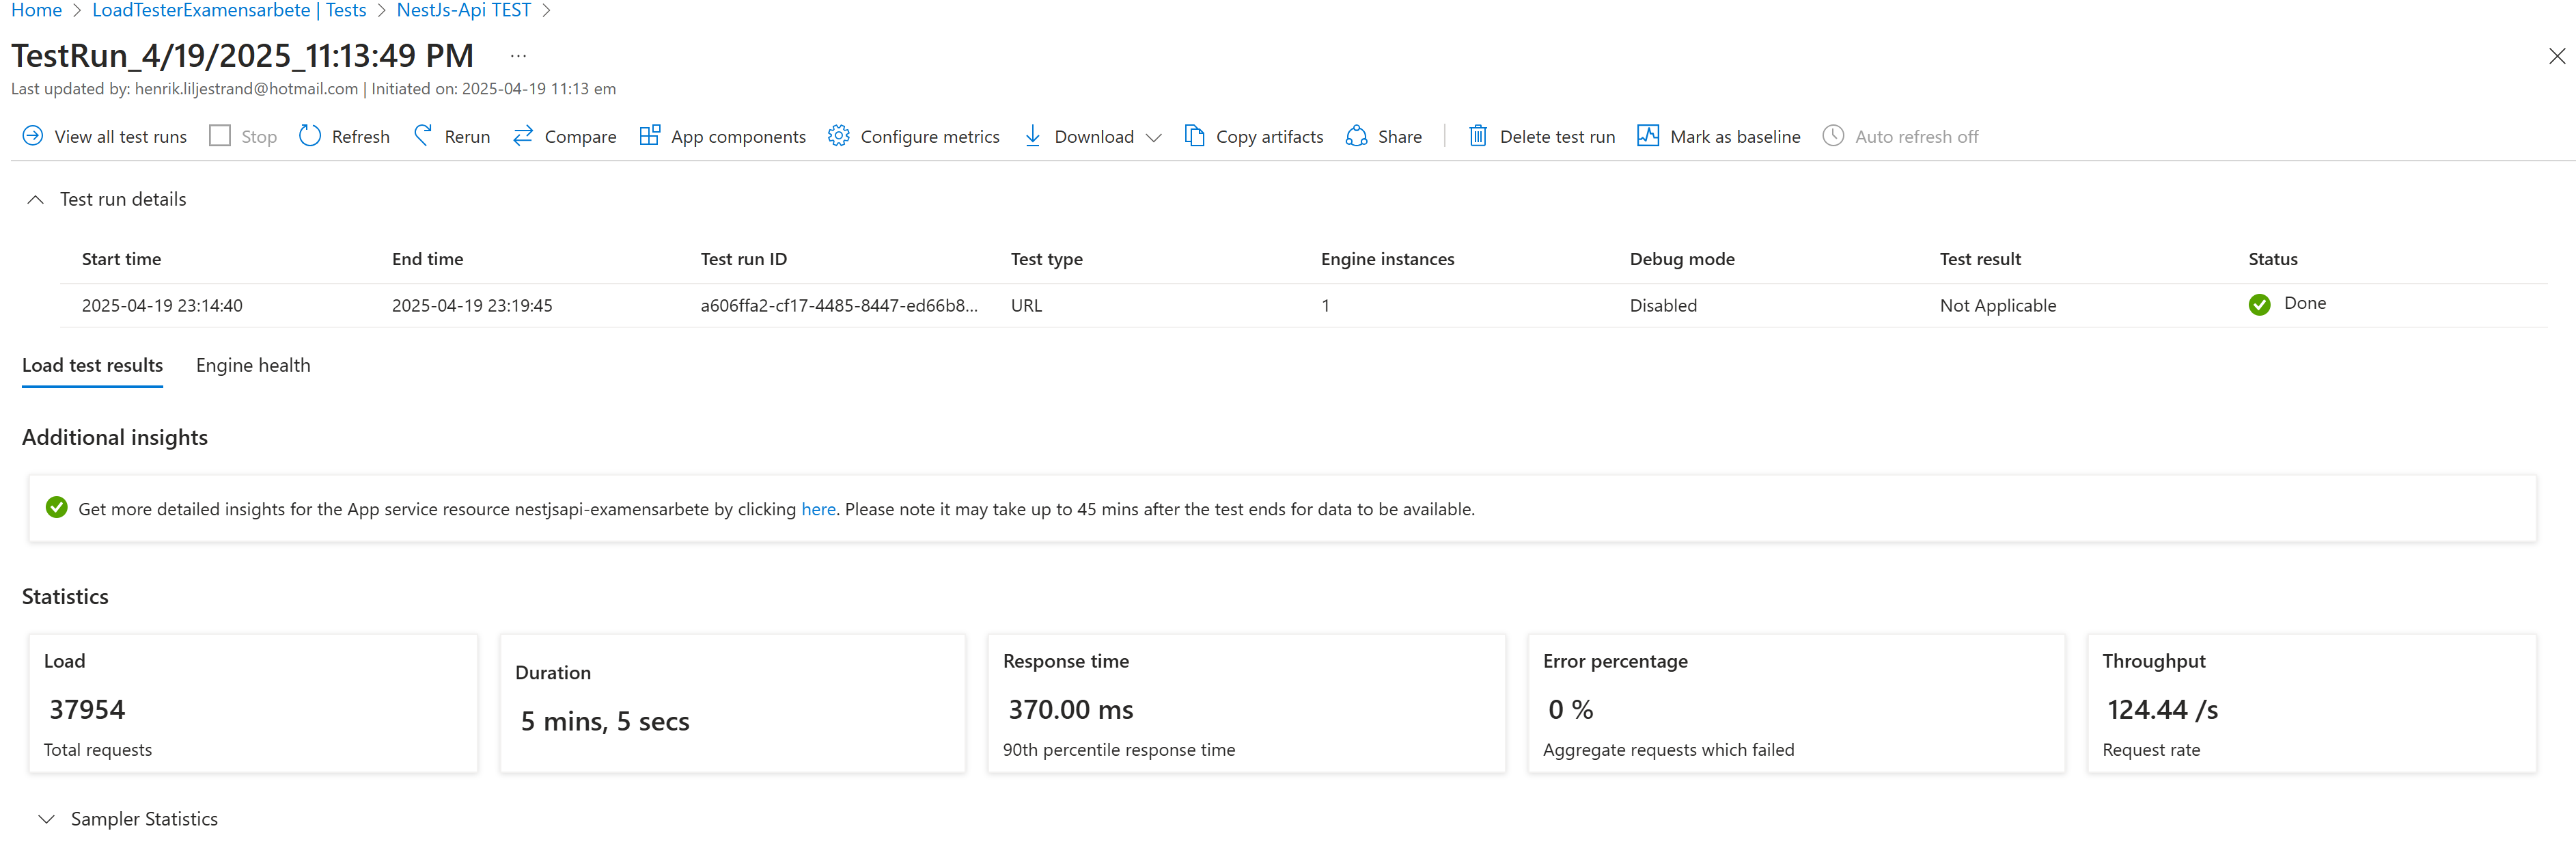 Home > LoadTesterExamensarbete | Tests > NestJs-Api TEST >
TestRun_4/19/2025_11:13:49 PM ...
Last updated by: henrik.liljestrand@hotmail.com | Initiated on: 2025-04-19 11:13 em
View all test runs Stop Refresh Rerun Compare App components Configure metrics Download Copy artifacts Share Delete test run Mark as baseline Auto refresh off
Test run details
Start time End time Test run ID Test type Engine instances Debug mode Test result Status
2025-04-19 23:14:40 2025-04-19 23:19:45 a606ffa2-cf17-4485-8447-ed66b8... URL 1 Disabled Not Applicable Done
Load test results Engine health
Additional insights
Get more detailed insights for the App service resource nestjsapi-examensarbete by clicking here. Please note it may take up to 45 mins after the test ends for data to be available.
Statistics
Load
37954
Total requests
Duration
5 mins, 5 secs
Response time
370.00 ms
90th percentile response time
Error percentage
0 %
Aggregate requests which failed
Throughput
124.44 /s
Request rate
Sampler Statistics